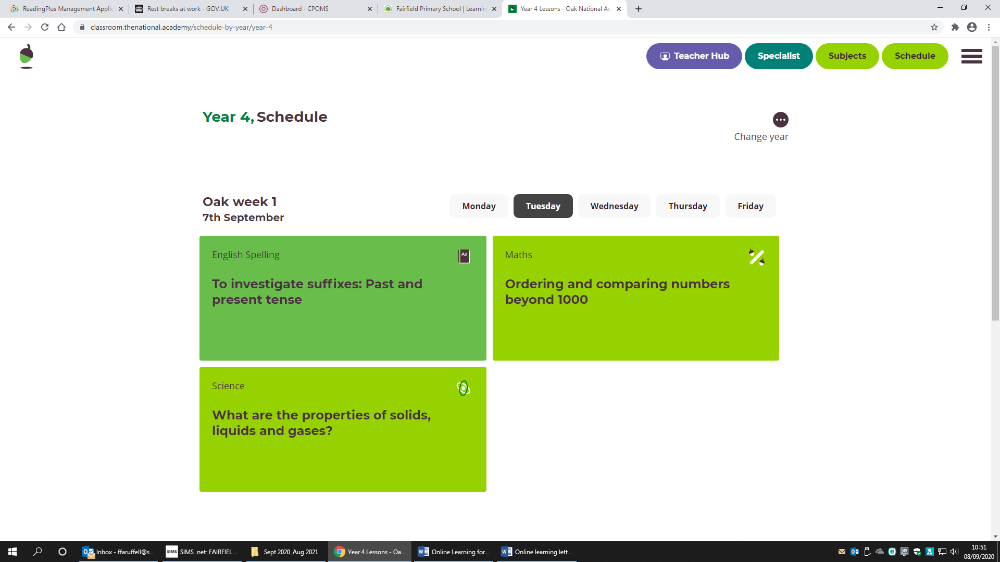 ReadingPlus Management Applic
Rest breaks at work - GOV.UK
Dashboard - CPOMS
Fairfield Primary School | Learning
Year 4 Lessons - Oak National Ac
classroom.thenational.academy/schedule-by-year/year-4
Teacher Hub
Specialist
Subjects
Schedule
Year 4, Schedule
Change year
Oak week 1
7th September
Monday
Tuesday
Wednesday
Thursday
Friday
English Spelling
Aa
To investigate suffixes: Past and
present tense
Maths
Ordering and comparing numbers
beyond 1000
Science
What are the properties of solids,
liquids and gases?
Inbox - ffaruffell@s...
SIMS
SIMS .net: FAIRFIEL...
Sept 2020_Aug 2021
Year 4 Lessons - Oa...
Online Learning for...
Online learning lett...
10:51
08/09/2020